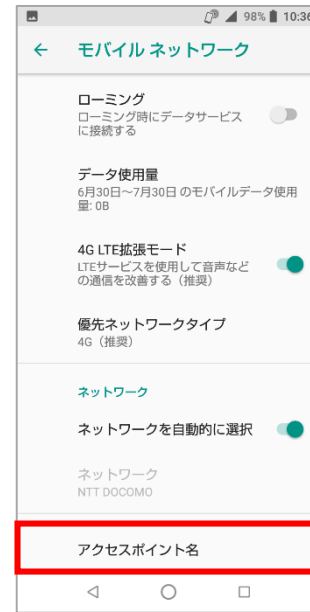 98% 10:36
モバイル ネットワーク
ローミング
ローミング時にデータサービス
に接続する
データ使用量
6月30日～7月30日 のモバイルデータ使用
量: 0B
4G LTE拡張モード
LTEサービスを使用して音声など
の通信を改善する（推奨）
優先ネットワークタイプ
4G（推奨）
ネットワーク
ネットワークを自動的に選択
ネットワーク
NTT DOCOMO
アクセスポイント名